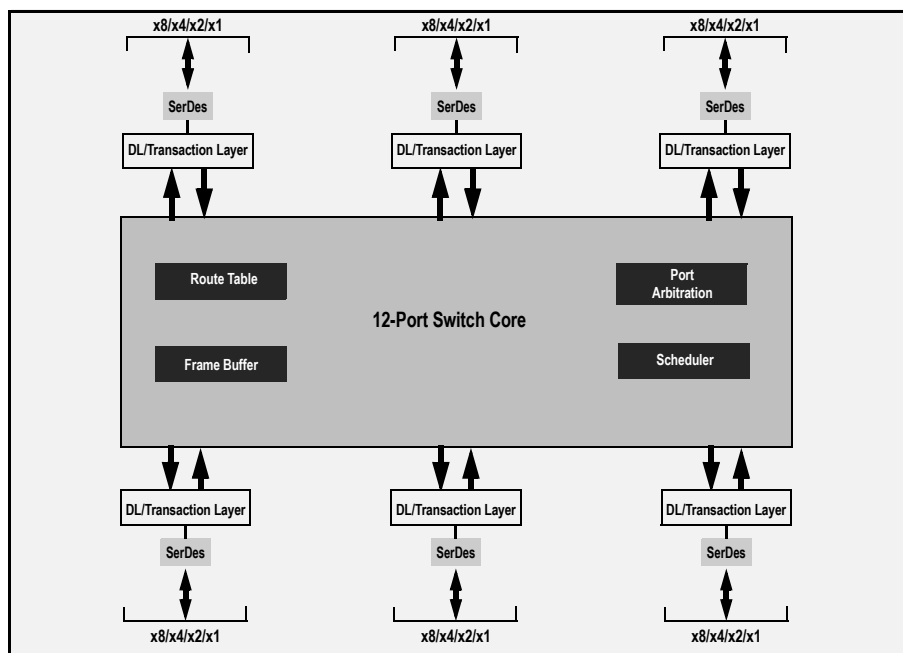 x8/x4/x2/x1
x8/x4/x2/x1
x8/x4/x2/x1
SerDes
SerDes
SerDes
DL/Transaction Layer
DL/Transaction Layer
DL/Transaction Layer
Route Table
Port
Arbitration
12-Port Switch Core
Frame Buffer
Scheduler
DL/Transaction Layer
DL/Transaction Layer
DL/Transaction Layer
SerDes
SerDes
SerDes
x8/x4/x2/x1
x8/x4/x2/x1
x8/x4/x2/x1